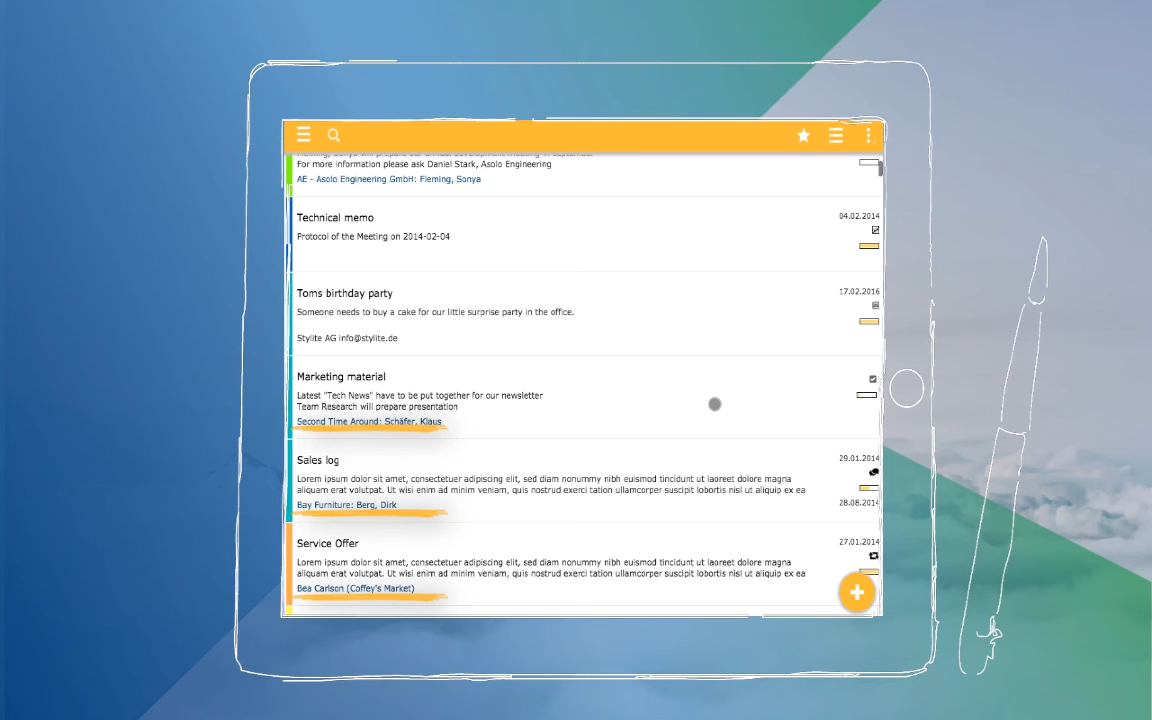 For more information please ask Daniel Stark, Asolo Engineering
AE - Asolo Engineering GmbH: Fleming, Sonya
Technical memo
04.02.2014
Protocol of the Meeting on 2014-02-04
Toms birthday party
17.02.2016
Someone needs to buy a cake for our little surprise party in the office.
Stylite AG info@stylite.de
Marketing material
Latest "Tech News" have to be put together for our newsletter
Team Research will prepare presentation
Second Time Around: Schäfer, Klaus
Sales log
29.01.2014
Lorem ipsum dolor sit amet, consectetuer adipiscing elit, sed diam nonummy nibh euismod tincidunt ut laoreet dolore magna
aliquam erat volutpat. Ut wisi enim ad minim veniam, quis nostrud exerci tation ullamcorper suscipit lobortis nisl ut aliquip ex ea
Bay Furniture: Berg, Dirk
28.08.2014
Service Offer
27.01.2014
Lorem ipsum dolor sit amet, consectetuer adipiscing elit, sed diam nonummy nibh euismod tincidunt ut laoreet dolore magna
aliquam erat volutpat. Ut wisi enim ad minim veniam, quis nostrud exerci tation ullamcorper suscipit lobortis nisl ut aliquip ex ea
Bea Carlson (Coffey's Market)